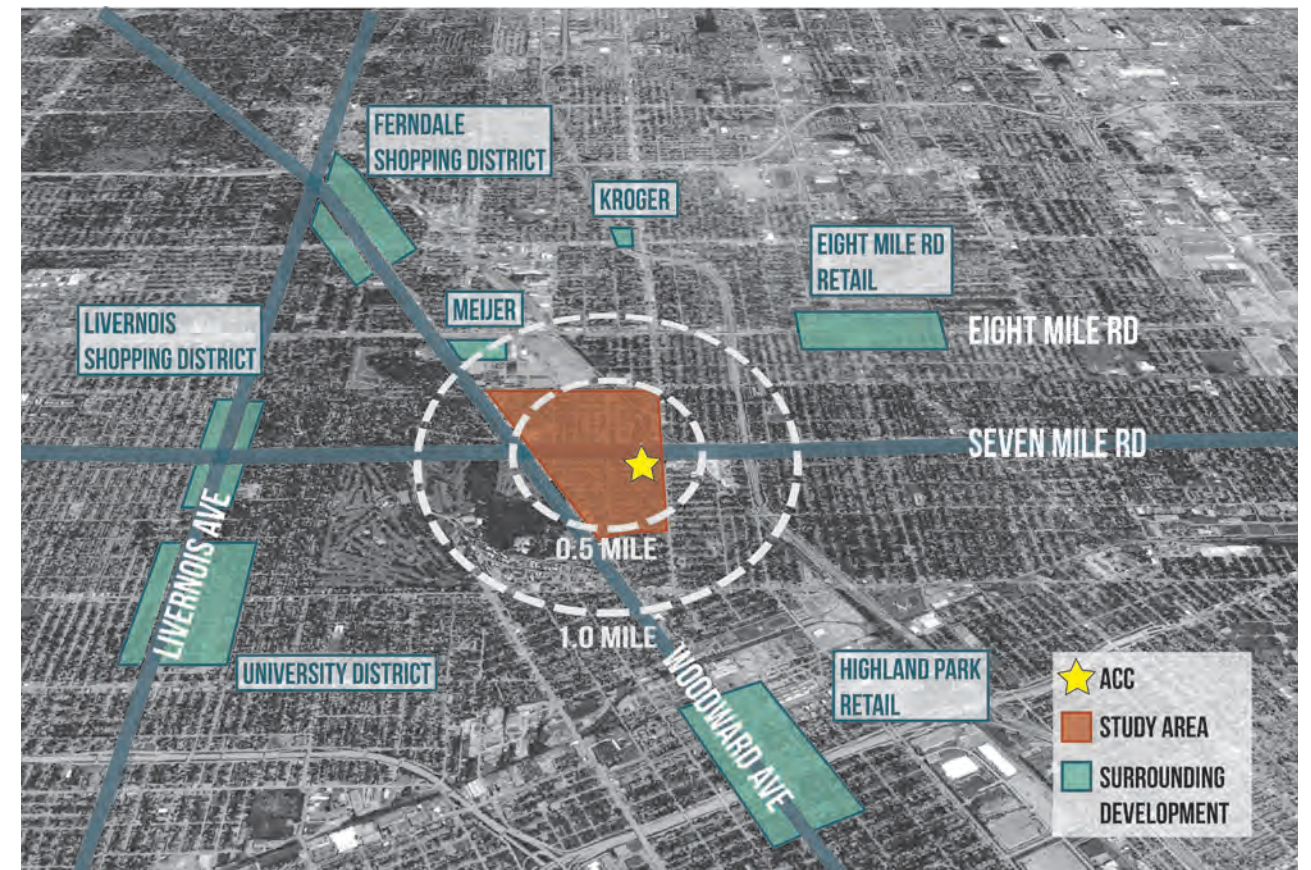 FERNDALE
SHOPPING DISTRICT
KROGER
EIGHT MILE RD
RETAIL
MEIJER
LIVERNOIS
SHOPPING DISTRICT
EIGHT MILE RD
SEVEN MILE RD
LIVERNOIS AVE
0.5 MILE
1.0 MILE
UNIVERSITY DISTRICT
WOODWARD AVE
HIGHLAND PARK
RETAIL
ACC
STUDY AREA
SURROUNDING
DEVELOPMENT